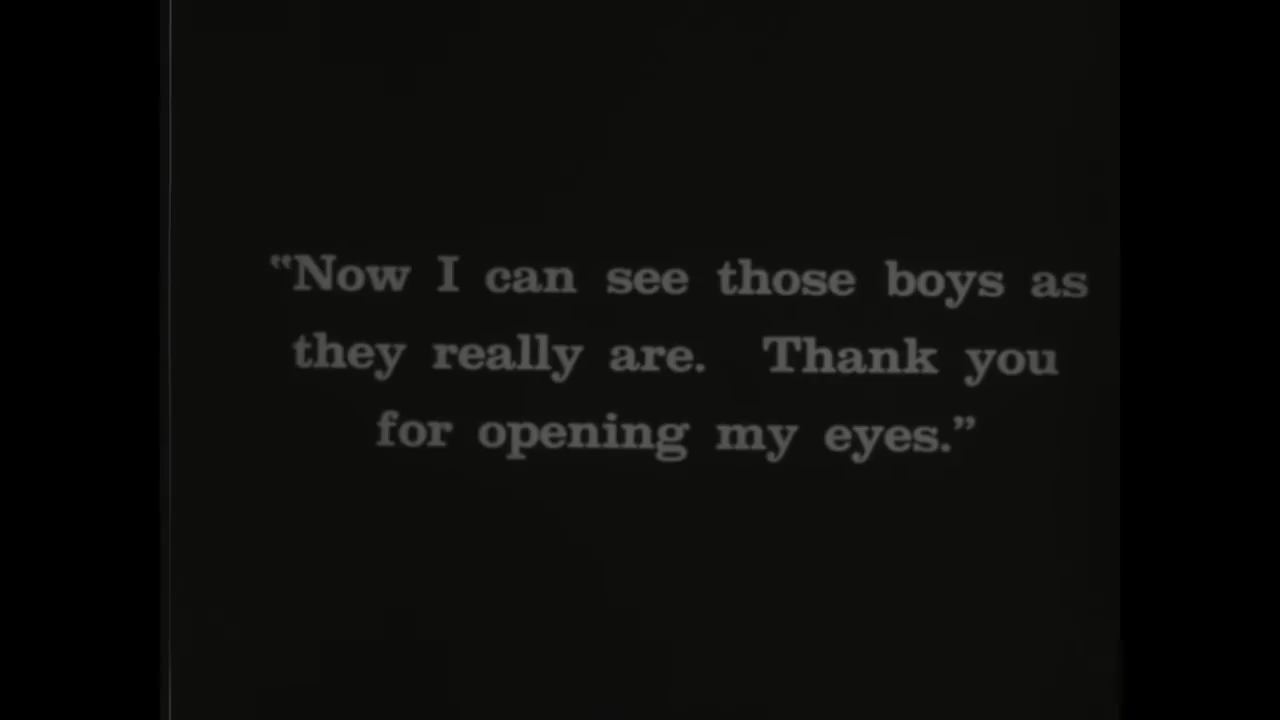 “Now I can see those boys as
they really are. Thank you
for opening my eyes.”